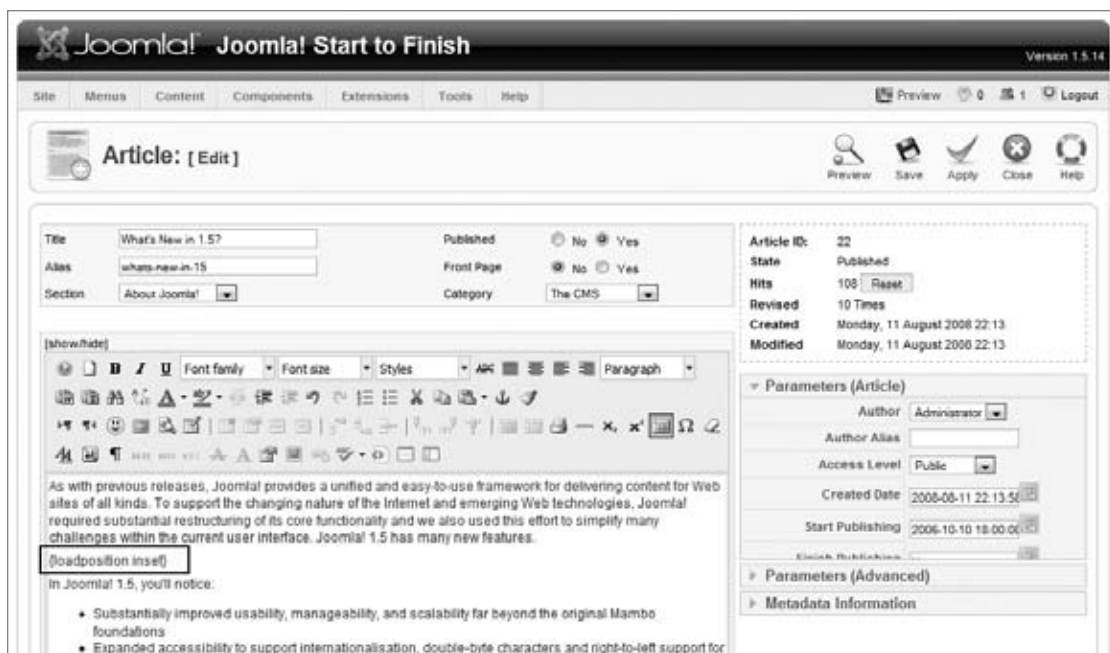 Joomla! Joomla! Start to Finish
Version 1.5.14
Site Menus Content Components Extensions Tools Help
Preview 0 1 Logout
Article: [ Edit ]
Preview Save Apply Close Help
Title What's New in 1.5?
Published No Yes
Alias whats-new-in-15
Front Page No Yes
Section About Joomla!
Category The CMS
Article ID: 22
State Published
Hits 108 Reset
Revised 10 Times
Created Monday, 11 August 2008 22:13
Modified Monday, 11 August 2008 22:13
[show/hide]
B I U Font family Font size Styles ABC Paragraph
As with previous releases, Joomla! provides a unified and easy-to-use framework for delivering content for Web
sites of all kinds. To support the changing nature of the Internet and emerging Web technologies, Joomla!
required substantial restructuring of its core functionality and we also used this effort to simplify many
challenges within the current user interface. Joomla! 1.5 has many new features.
{loadposition inset}
In Joomla! 1.5, you'll notice:
Substantially improved usability, manageability, and scalability far beyond the original Mambo
foundations
Expanded accessibility to support internationalisation, double-byte characters and right-to-left support for
Parameters (Article)
Author Administrator
Author Alias
Access Level Public
Created Date 2008-08-11 22:13:5
Start Publishing 2006-10-10 18:00:0
Finish Publishing
Parameters (Advanced)
Metadata Information